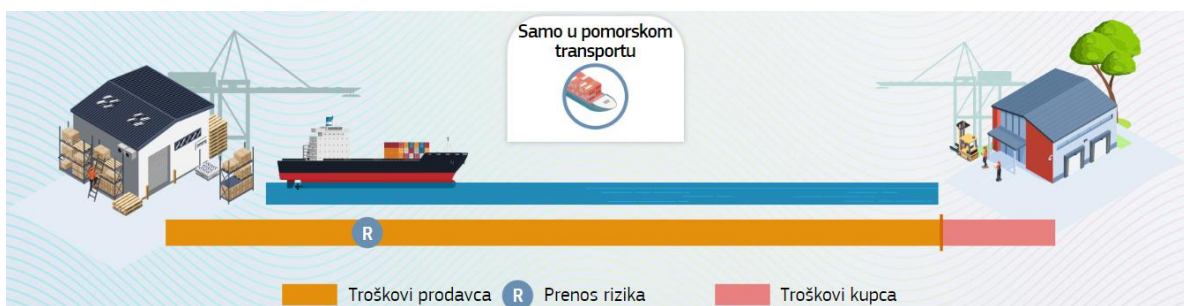 Samo u pomorskom
transportu
R
Troškovi prodavca
R
Prenos rizika
Troškovi kupca